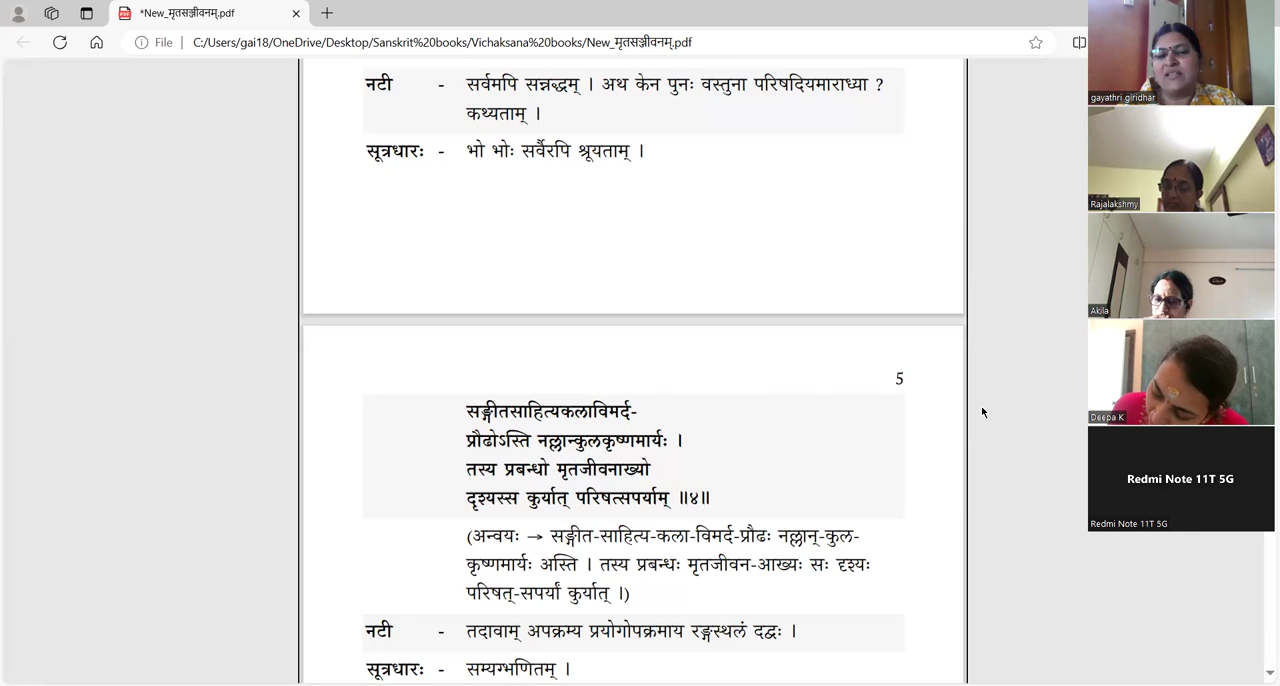 *New_मृतसञ्जीवनम्.pdf
File
C:/Users/gai18/OneDrive/Desktop/Sanskrit%20books/Vichaksana%20books/New_मृतसञ्जीवनम्.pdf
नटी - सर्वमपि सन्नद्धम् । अथ केन पुनः वस्तुना परिषदियमाराध्या ?
कथ्यताम् ।
सूत्रधारः - भो भोः सर्वैरपि श्रूयताम् ।
5
सङ्गीतसाहित्यकलाविमर्द-
प्रौढोऽस्ति नल्लान्कुलकृष्णमार्यः ।
तस्य प्रबन्धो मृतजीवनाख्यो
दृश्यस्स कुर्यात् परिषत्सपर्याम् ॥४॥
(अन्वयः → सङ्गीत-साहित्य-कला-विमर्द-प्रौढः नल्लान्-कुल-
कृष्णमार्यः अस्ति । तस्य प्रबन्धः मृतजीवन-आख्यः सः दृश्यः
परिषत्-सपर्यां कुर्यात् ।)
नटी - तदावाम् अपक्रम्य प्रयोगोपक्रमाय रङ्गस्थलं दद्वः ।
सूत्रधारः - सम्यग्भणितम् ।
gayathri giridhar
Rajalakshmy
Akila
Deepa K
Redmi Note 11T 5G
Redmi Note 11T 5G